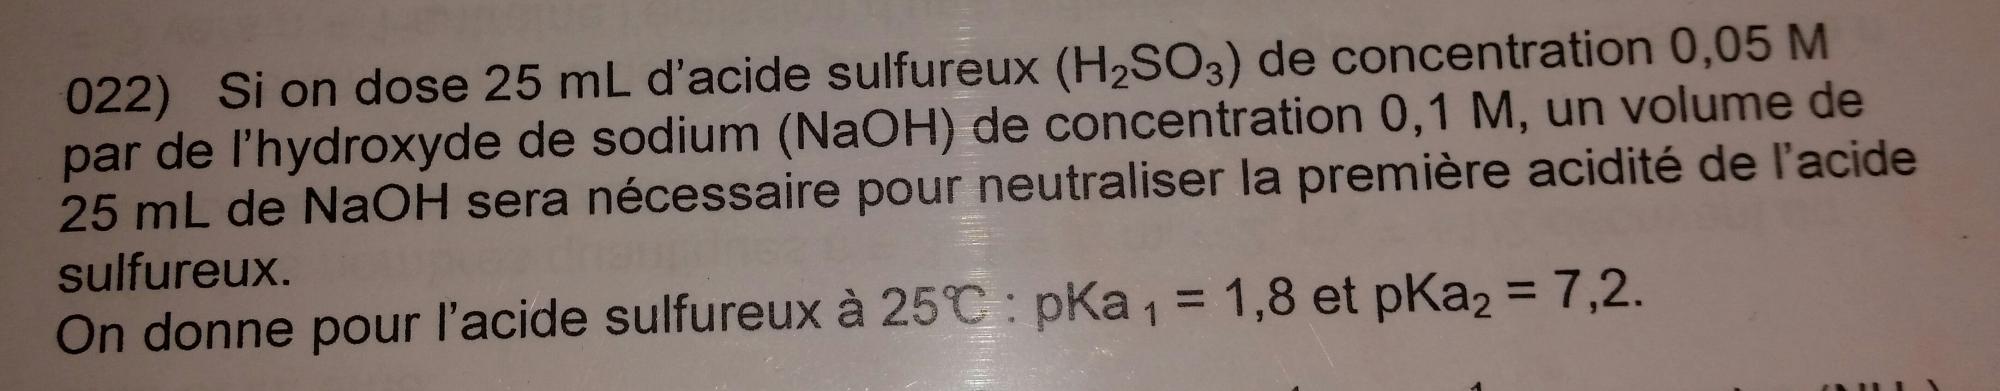 022) Si on dose 25 mL d'acide sulfureux (H₂SO₃) de concentration 0,05 M
par de l'hydroxyde de sodium (NaOH) de concentration 0,1 M, un volume de
25 mL de NaOH sera nécessaire pour neutraliser la première acidité de l'acide
sulfureux.
On donne pour l'acide sulfureux à 25℃ : pKa ₁ = 1,8 et pKa₂ = 7,2.